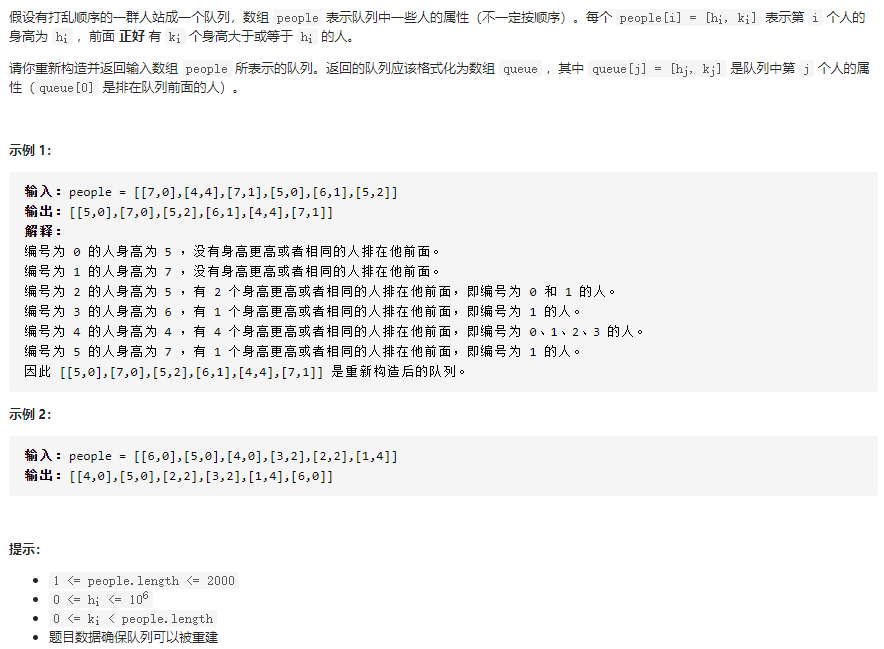 假设有打乱顺序的一群人站成一个队列，数组 people 表示队列中一些人的属性（不一定按顺序）。每个 people[i] = [hi, ki] 表示第 i 个人的
身高为 hi ，前面 正好 有 ki 个身高大于或等于 hi 的人。
请你重新构造并返回输入数组 people 所表示的队列。返回的队列应该格式化为数组 queue ，其中 queue[j] = [hj, kj] 是队列中第 j 个人的属
性（ queue[0] 是排在队列前面的人）。
示例 1：
输入：people = [[7,0],[4,4],[7,1],[5,0],[6,1],[5,2]]
输出：[[5,0],[7,0],[5,2],[6,1],[4,4],[7,1]]
解释：
编号为 0 的人身高为 5 ，没有身高更高或者相同的人排在他前面。
编号为 1 的人身高为 7 ，没有身高更高或者相同的人排在他前面。
编号为 2 的人身高为 5 ，有 2 个身高更高或者相同的人排在他前面，即编号为 0 和 1 的人。
编号为 3 的人身高为 6 ，有 1 个身高更高或者相同的人排在他前面，即编号为 1 的人。
编号为 4 的人身高为 4 ，有 4 个身高更高或者相同的人排在他前面，即编号为 0、1、2、3 的人。
编号为 5 的人身高为 7 ，有 1 个身高更高或者相同的人排在他前面，即编号为 1 的人。
因此 [[5,0],[7,0],[5,2],[6,1],[4,4],[7,1]] 是重新构造后的队列。
示例 2：
输入：people = [[6,0],[5,0],[4,0],[3,2],[2,2],[1,4]]
输出：[[4,0],[5,0],[2,2],[3,2],[1,4],[6,0]]
提示：
• 1 <= people.length <= 2000
• 0 <= hi <= 10^6
• 0 <= ki < people.length
• 题目数据确保队列可以被重建